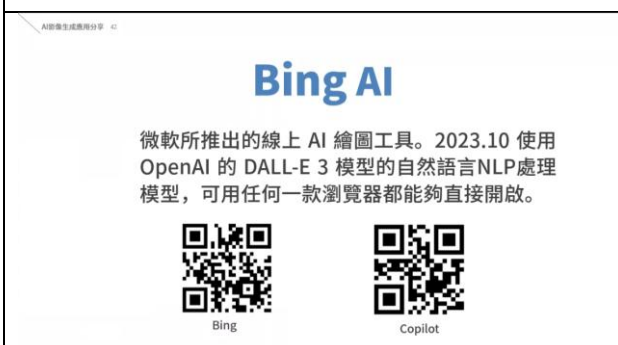 AI影像生成應用分享 42
Bing AI
微軟所推出的線上 AI 繪圖工具。2023.10 使用
OpenAI 的 DALL-E 3 模型的自然語言NLP處理
模型，可用任何一款瀏覽器都能夠直接開啟。
Bing
Copilot